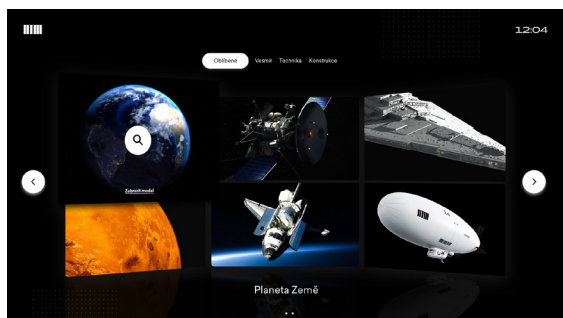 12:04
Oblíbené Vesmír Technika Konstrukce
Zobrazit model
Planeta Země